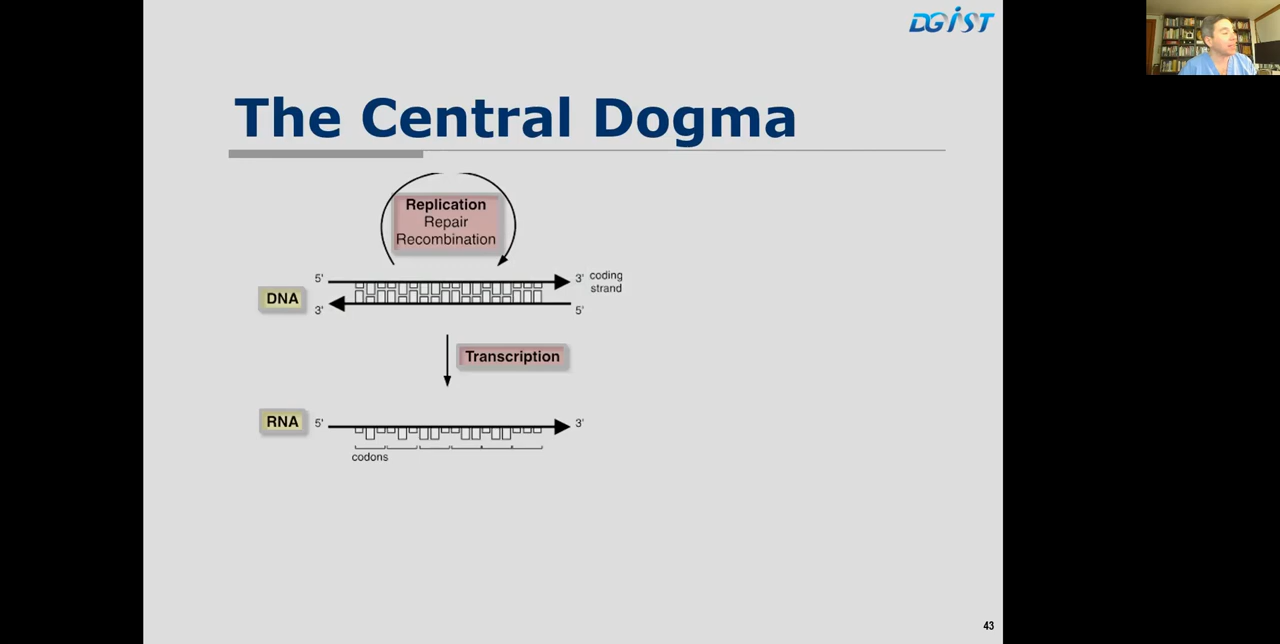 DGIST
The Central Dogma
Replication
Repair
Recombination
5'
3'
coding
strand
DNA
3'
5'
Transcription
RNA
5'
3'
codons
43